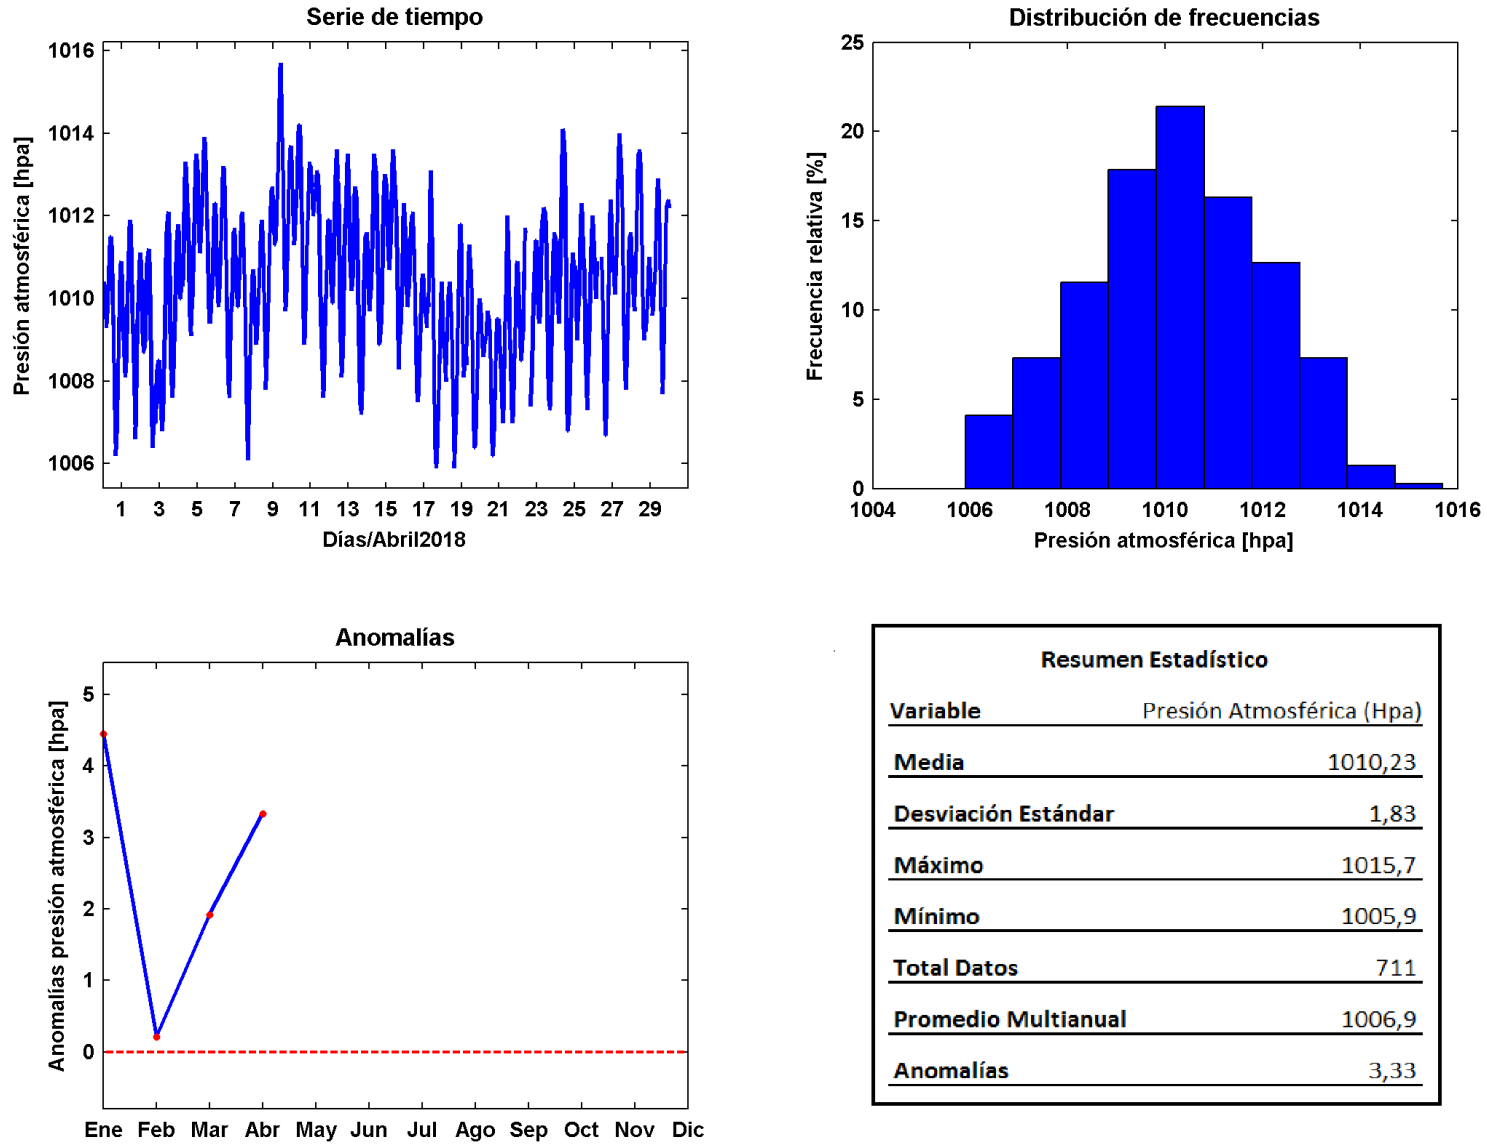 Serie de tiempo
Presión atmosférica [hpa]
1016
1014
1012
1010
1008
1006
1 3 5 7 9 11 13 15 17 19 21 23 25 27 29
Días/Abril2018
Distribución de frecuencias
Frecuencia relativa [%]
25
20
15
10
5
0
1004 1006 1008 1010 1012 1014 1016
Presión atmosférica [hpa]
Anomalías
Anomalías presión atmosférica [hpa]
5
4
3
2
1
0
Ene Feb Mar Abr May Jun Jul Ago Sep Oct Nov Dic
Resumen Estadístico
Variable Presión Atmosférica (Hpa)
Media 1010,23
Desviación Estándar 1,83
Máximo 1015,7
Mínimo 1005,9
Total Datos 711
Promedio Multianual 1006,9
Anomalías 3,33